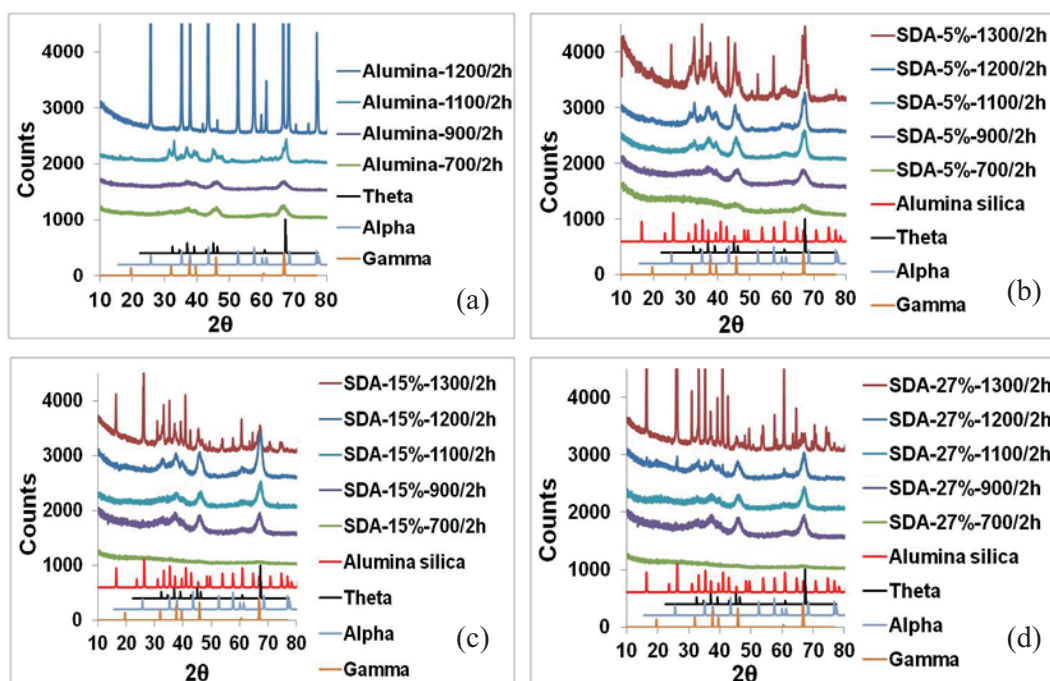 4000
3000
2000
1000
0
Counts
10 20 30 40 50 60 70 80
2θ
Alumina-1200/2h
Alumina-1100/2h
Alumina-900/2h
Alumina-700/2h
Theta
Alpha
Gamma
(a)
4000
3000
2000
1000
0
Counts
10 20 30 40 50 60 70 80
2θ
SDA-5%-1300/2h
SDA-5%-1200/2h
SDA-5%-1100/2h
SDA-5%-900/2h
SDA-5%-700/2h
Alumina silica
Theta
Alpha
Gamma
(b)
4000
3000
2000
1000
0
Counts
10 20 30 40 50 60 70 80
2θ
SDA-15%-1300/2h
SDA-15%-1200/2h
SDA-15%-1100/2h
SDA-15%-900/2h
SDA-15%-700/2h
Alumina silica
Theta
Alpha
Gamma
(c)
4000
3000
2000
1000
0
Counts
10 20 30 40 50 60 70 80
2θ
SDA-27%-1300/2h
SDA-27%-1200/2h
SDA-27%-1100/2h
SDA-27%-900/2h
SDA-27%-700/2h
Alumina silica
Theta
Alpha
Gamma
(d)